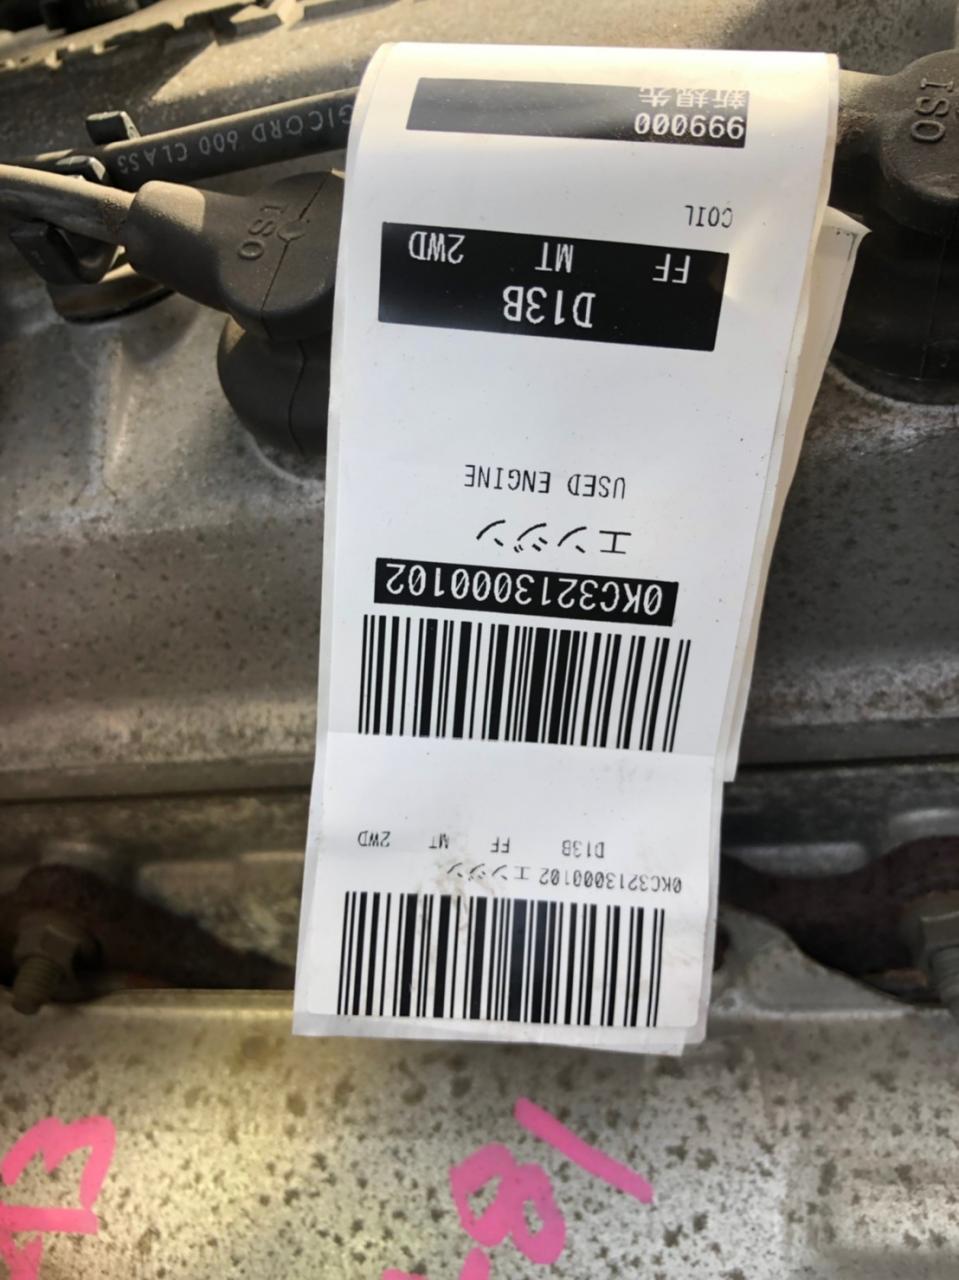 0KC3213000102 エンジン
D13B FF MT 2WD
0KC3213000102
エンジン
USED ENGINE
D13B
FF MT 2WD
COIL
999000
新規先
ISO
ISO
GICORD 600 CLASS